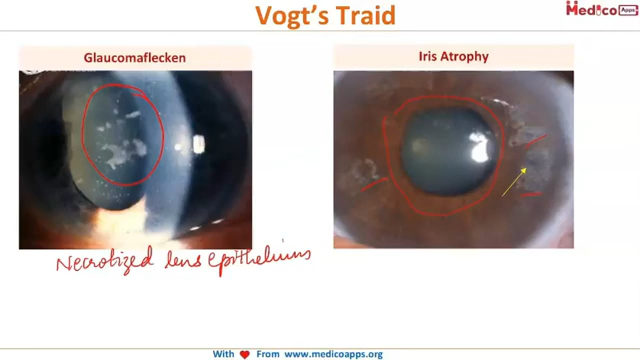 Vogt's Traid
Medico Apps
Glaucomaflecken
Iris Atrophy
Necrotized lens epithelium
With From www.medicoapps.org